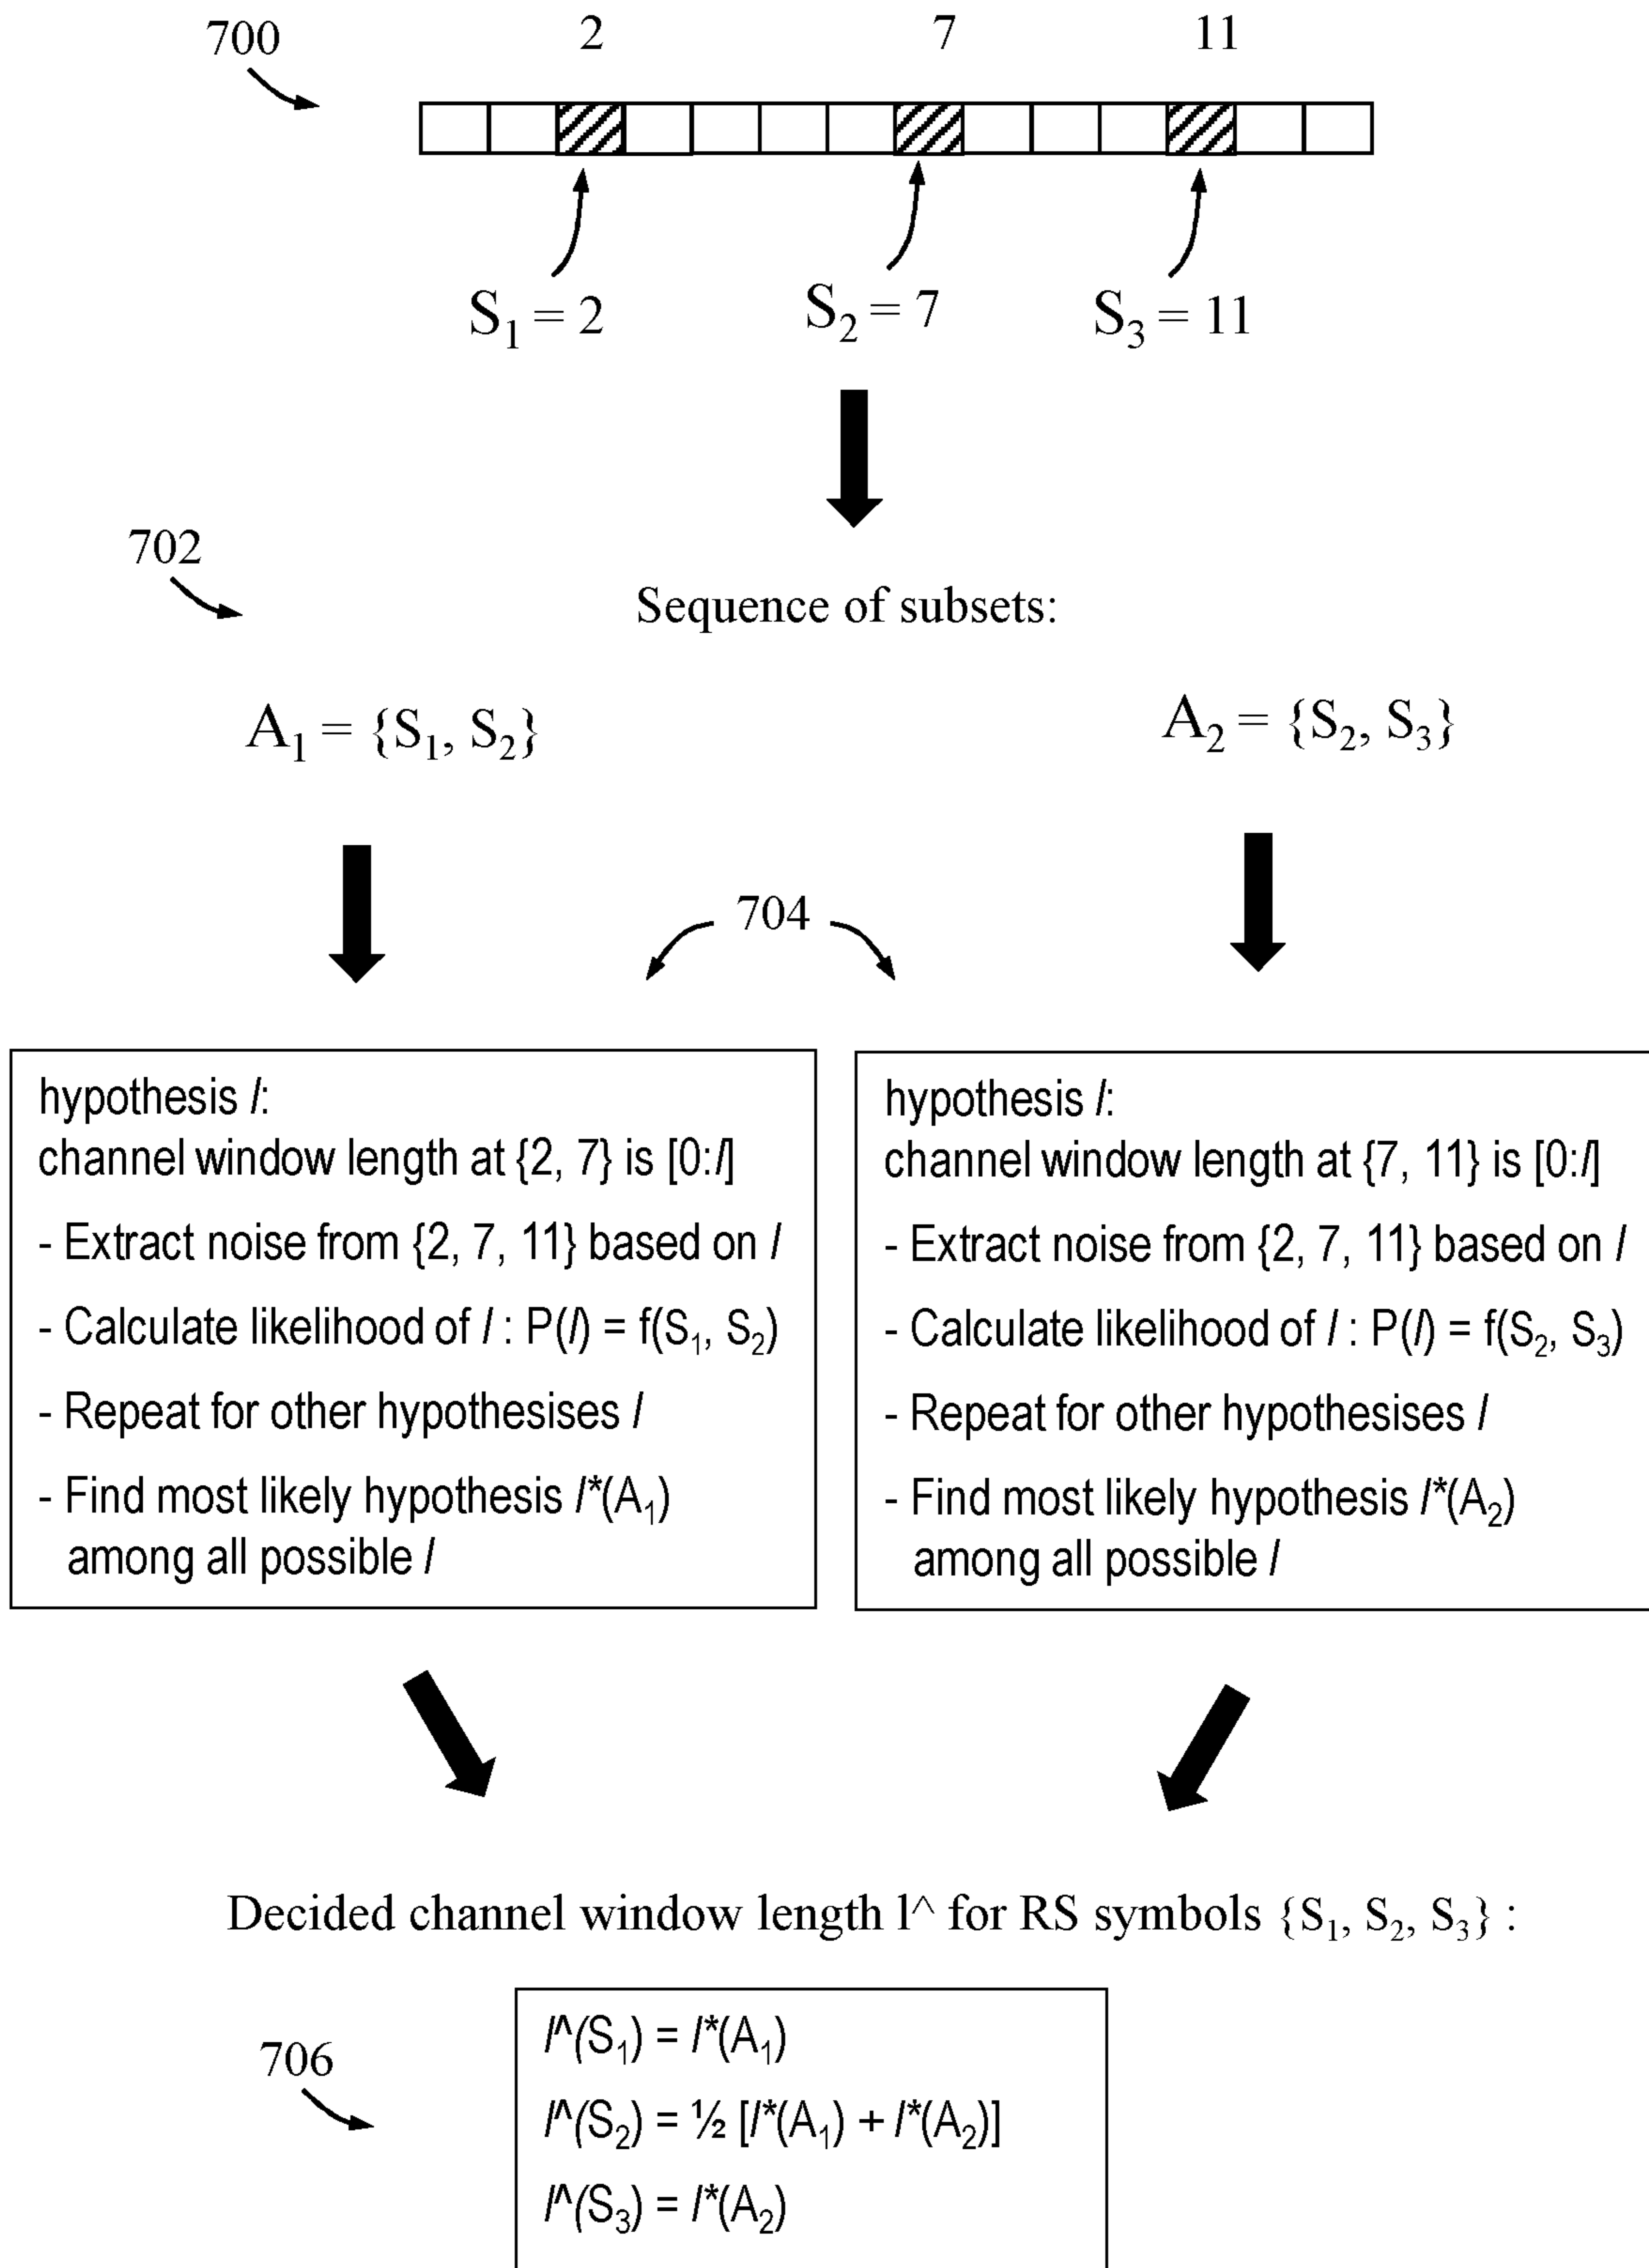 700
2 7 11
S₁ = 2 S₂ = 7 S₃ = 11
702
Sequence of subsets:
A₁ = {S₁, S₂} A₂ = {S₂, S₃}
704
hypothesis l:
channel window length at {2, 7} is [0:l]
- Extract noise from {2, 7, 11} based on l
- Calculate likelihood of l : P(l) = f(S₁, S₂)
- Repeat for other hypothesises l
- Find most likely hypothesis l*(A₁)
among all possible l
hypothesis l:
channel window length at {7, 11} is [0:l]
- Extract noise from {2, 7, 11} based on l
- Calculate likelihood of l : P(l) = f(S₂, S₃)
- Repeat for other hypothesises l
- Find most likely hypothesis l*(A₂)
among all possible l
Decided channel window length l^ for RS symbols {S₁, S₂, S₃} :
706
l^(S₁) = l*(A₁)
l^(S₂) = ½ [l*(A₁) + l*(A₂)]
l^(S₃) = l*(A₂)